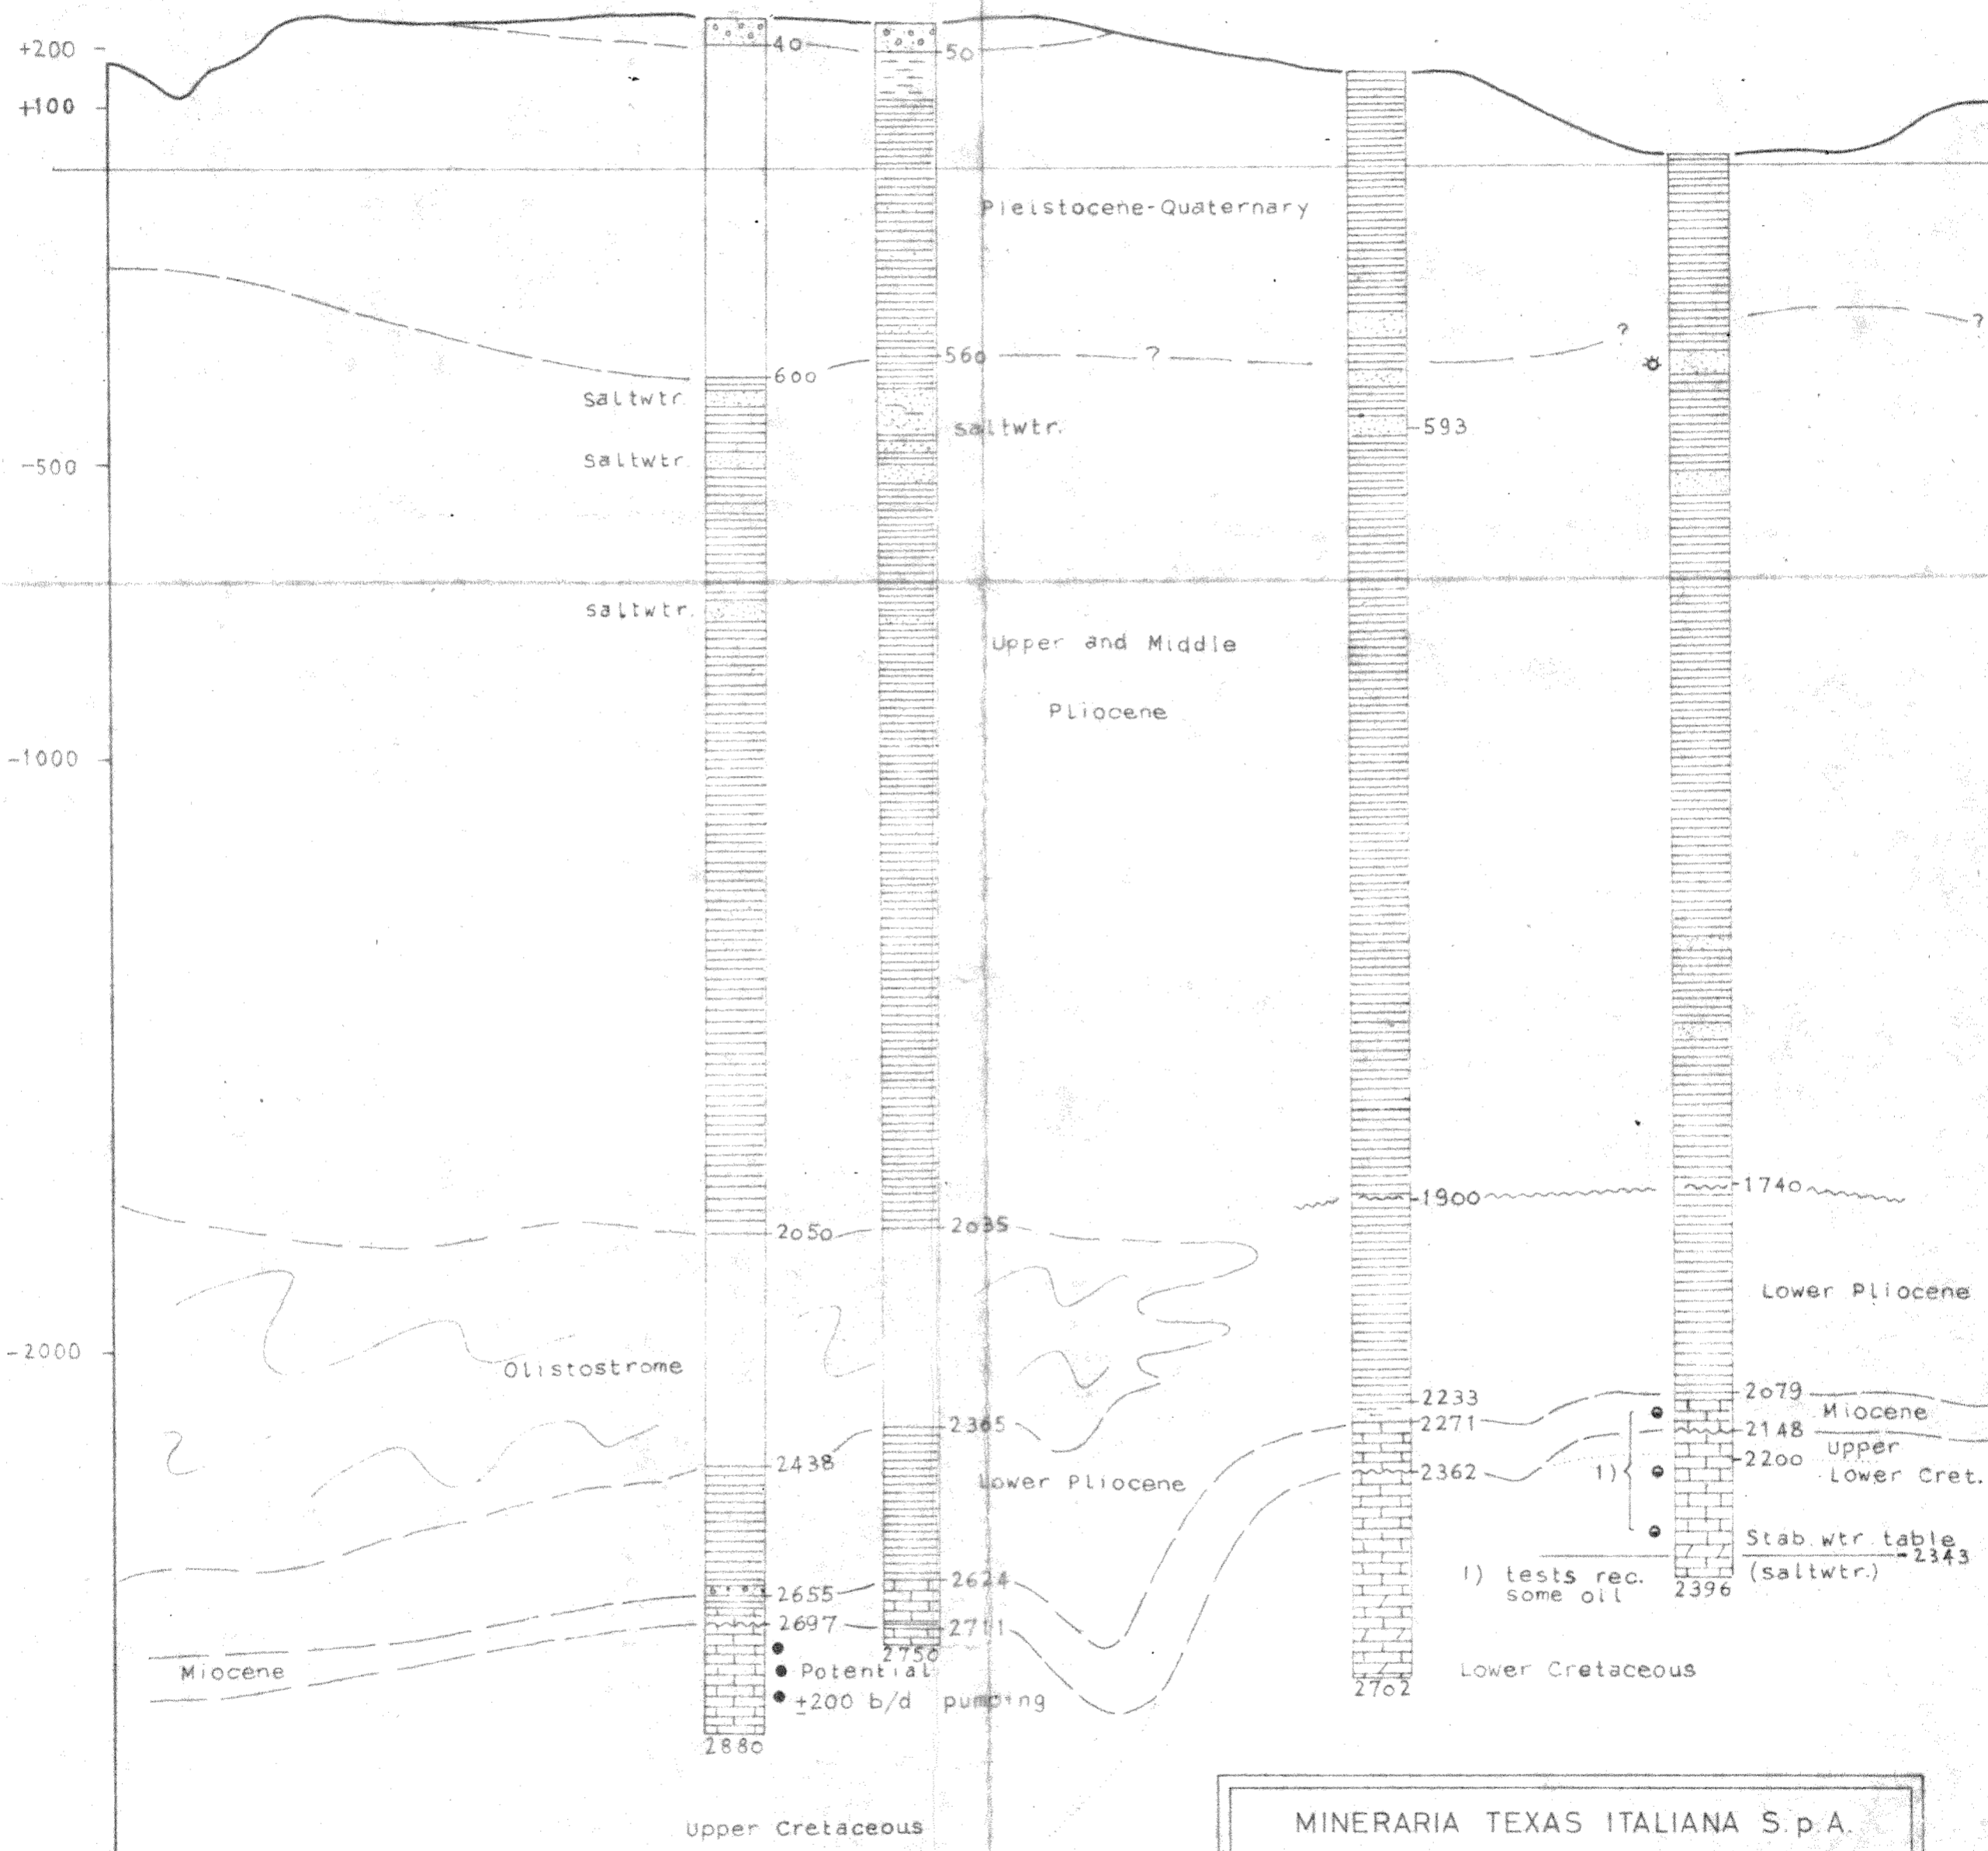 +200
40
50
+100
Pleistocene-Quaternary
560
?
?
?
600
Saltwtr.
saltwtr.
593
-500
Saltwtr
saltwtr.
Upper and Middle
Pliocene
-1000
1740
1900
2050
2035
Lower Pliocene
-2000
Olistostrome
2079
2233
Miocene
2271
2365
2148
Upper
2438
2200
2362
1)
Lower Pliocene
Lower Cret.
Stab. wtr. table
2343
1) tests rec.
(saltwtr.)
some oil
2396
2624
2655
2697
2711
2750
Miocene
Potential
±200 b/d pumping
Lower Cretaceous
2702
2880
Upper Cretaceous
MINERARIA TEXAS ITALIANA S.p.A.